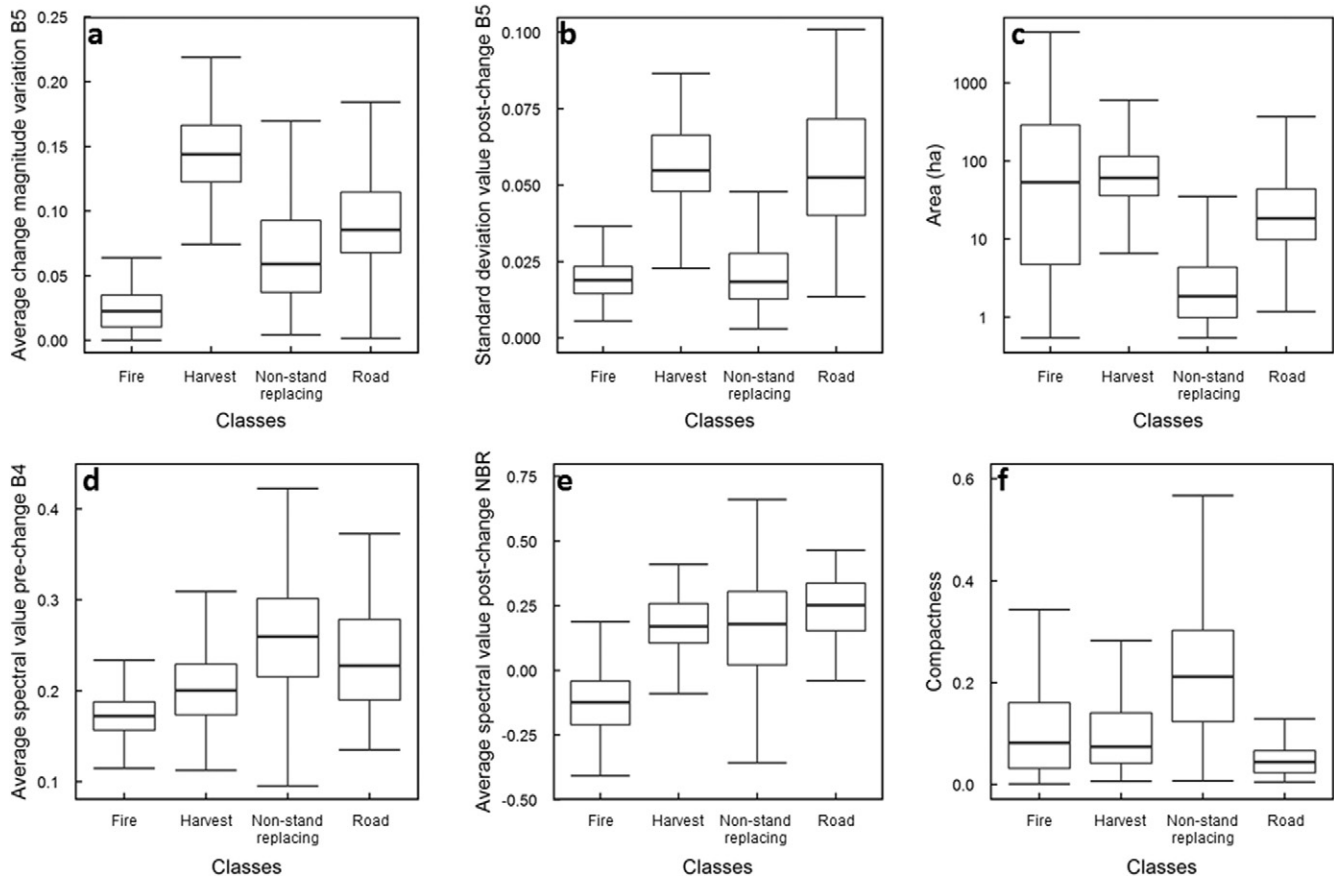 a
Average change magnitude variation B5
0.25
0.20
0.15
0.10
0.05
0.00
Fire
Harvest
Non-stand
replacing
Road
Classes
b
Standard deviation value post-change B5
0.100
0.075
0.050
0.025
0.000
Fire
Harvest
Non-stand
replacing
Road
Classes
c
Area (ha)
1000
100
10
1
Fire
Harvest
Non-stand
replacing
Road
Classes
d
Average spectral value pre-change B4
0.4
0.3
0.2
0.1
Fire
Harvest
Non-stand
replacing
Road
Classes
e
Average spectral value post-change NBR
0.75
0.50
0.25
0.00
-0.25
-0.50
Fire
Harvest
Non-stand
replacing
Road
Classes
f
Compactness
0.6
0.4
0.2
0.0
Fire
Harvest
Non-stand
replacing
Road
Classes